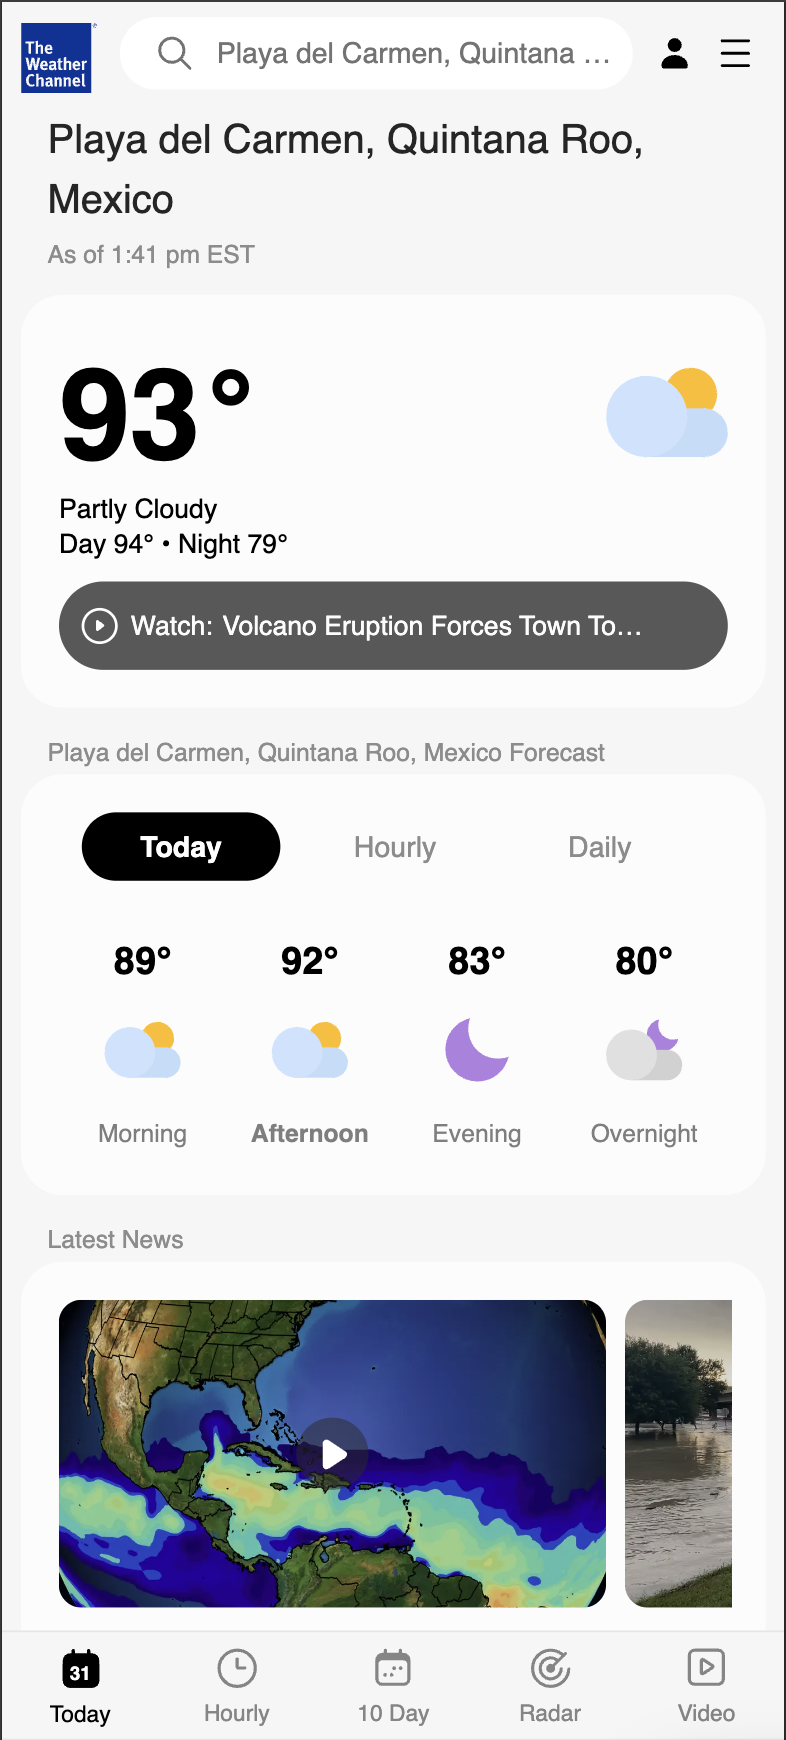 The
Weather
Channel
Playa del Carmen, Quintana ...
Playa del Carmen, Quintana Roo,
Mexico
As of 1:41 pm EST
93°
Partly Cloudy
Day 94° • Night 79°
Watch: Volcano Eruption Forces Town To...
Playa del Carmen, Quintana Roo, Mexico Forecast
Today Hourly Daily
89° 92° 83° 80°
Morning Afternoon Evening Overnight
Latest News
31
Today Hourly 10 Day Radar Video